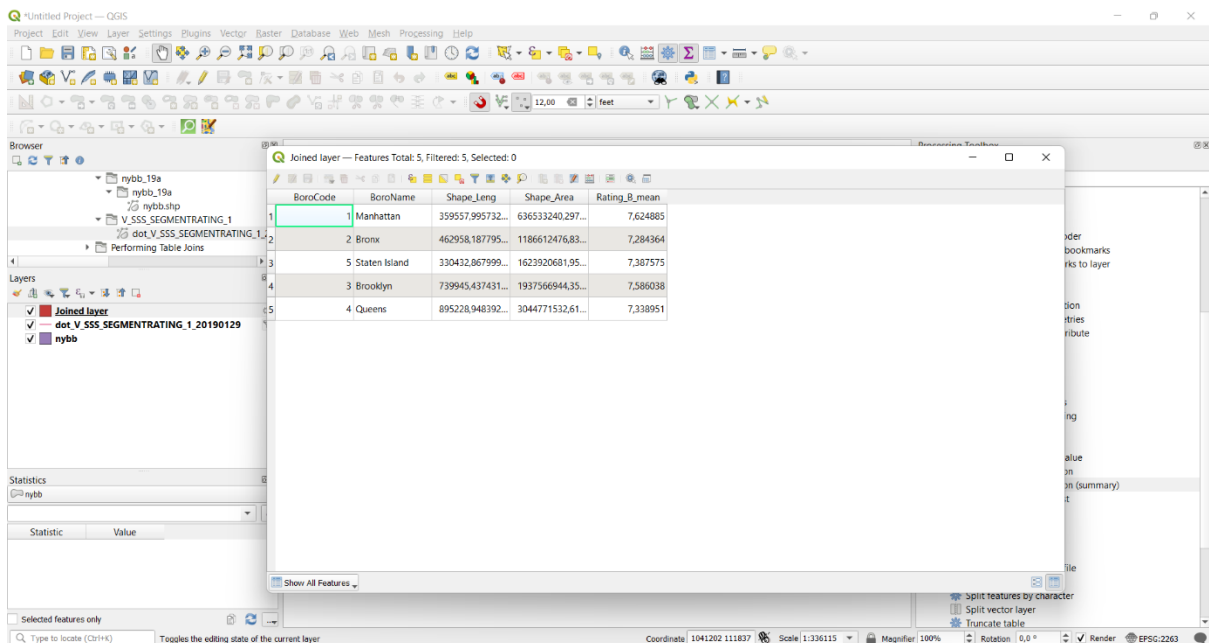 *Untitled Project — QGIS
Project Edit View Layer Settings Plugins Vector Raster Database Web Mesh Processing Help
12,00 feet
Browser
nybb_19a
nybb_19a
nybb.shp
V_SSS_SEGMENTRATING_1
dot_V_SSS_SEGMENTRATING_1_
Performing Table Joins
Layers
Joined layer
dot_V_SSS_SEGMENTRATING_1_20190129
nybb
Statistics
nybb
Statistic Value
Selected features only
Joined layer — Features Total: 5, Filtered: 5, Selected: 0
BoroCode BoroName Shape_Leng Shape_Area Rating_B_mean
1 1 Manhattan 359557,995732... 636533240,297... 7,624885
2 2 Bronx 462958,187795... 1186612476,83... 7,284364
3 5 Staten Island 330432,867999... 1623920681,95... 7,387575
4 3 Brooklyn 739945,437431... 1937566944,35... 7,586038
5 4 Queens 895228,948392... 3044771532,61... 7,338951
Show All Features
Processing Toolbox
oder
bookmarks
rks to layer
tion
etries
ribute
s
ng
alue
on
on (summary)
st
file
Split features by character
Split vector layer
Truncate table
Type to locate (Ctrl+K) Toggles the editing state of the current layer Coordinate 1041202 111837 Scale 1:336115 Magnifier 100% Rotation 0,0 ° Render EPSG:2263